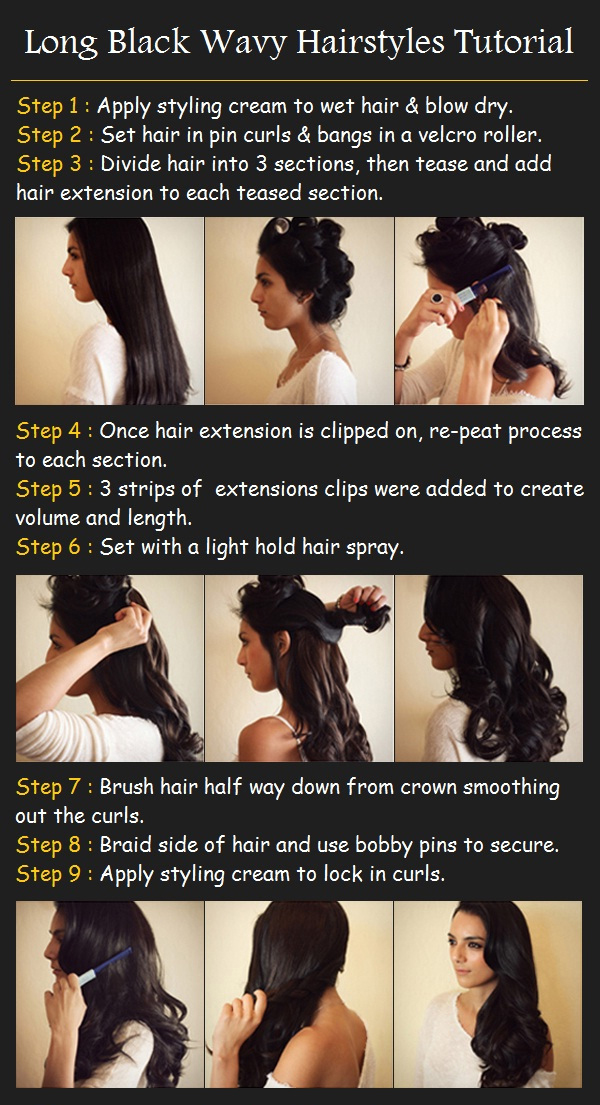 Long Black Wavy Hairstyles Tutorial
Step 1 : Apply styling cream to wet hair & blow dry.
Step 2 : Set hair in pin curls & bangs in a velcro roller.
Step 3 : Divide hair into 3 sections, then tease and add
hair extension to each teased section.
Step 4 : Once hair extension is clipped on, re-peat process
to each section.
Step 5 : 3 strips of  extensions clips were added to create
volume and length.
Step 6 : Set with a light hold hair spray.
Step 7 : Brush hair half way down from crown smoothing
out the curls.
Step 8 : Braid side of hair and use bobby pins to secure.
Step 9 : Apply styling cream to lock in curls.